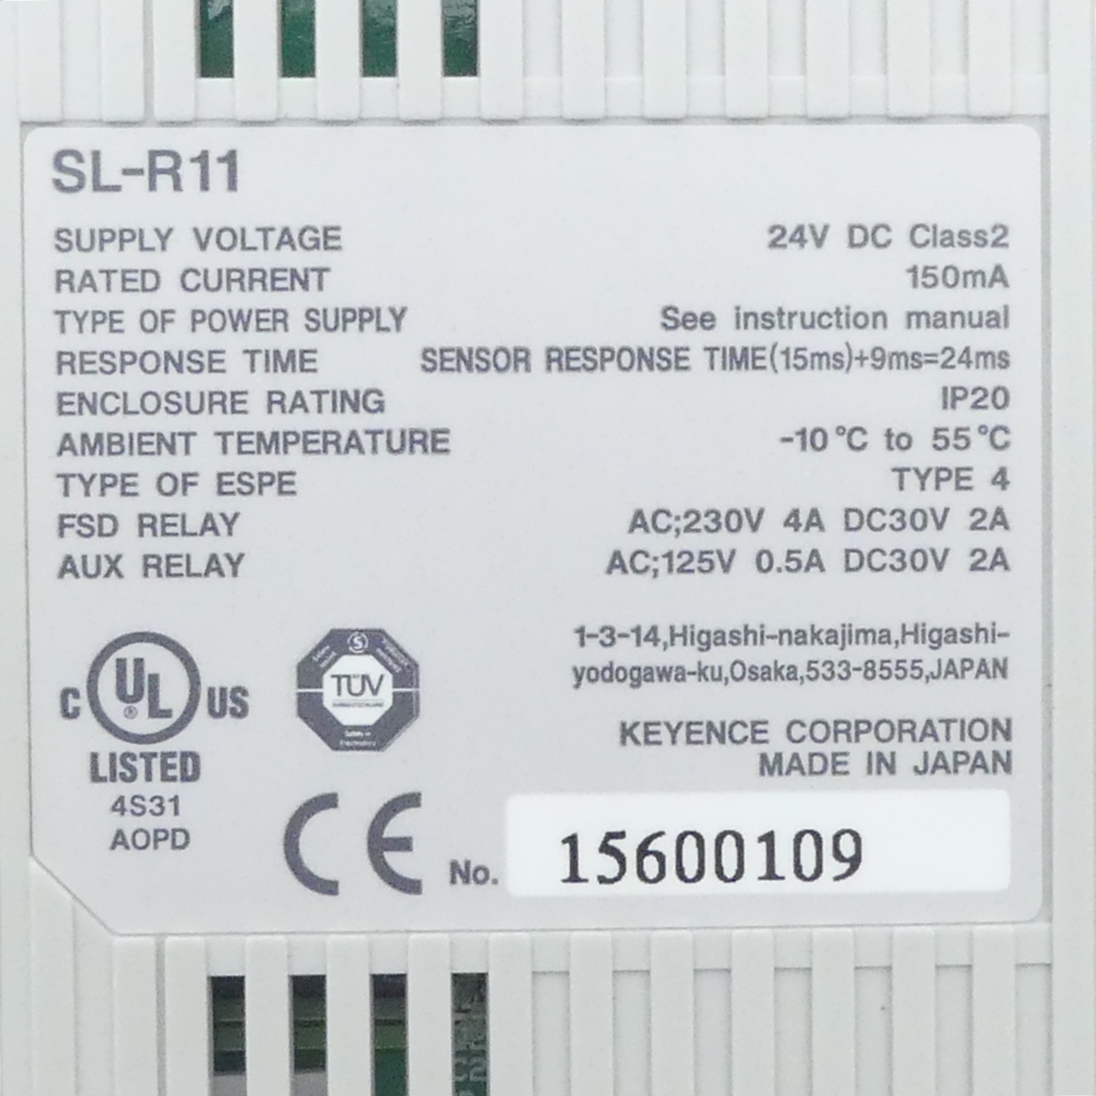 SL-R11
SUPPLY VOLTAGE 24V DC Class2
RATED CURRENT 150mA
TYPE OF POWER SUPPLY See instruction manual
RESPONSE TIME SENSOR RESPONSE TIME(15ms)+9ms=24ms
ENCLOSURE RATING IP20
AMBIENT TEMPERATURE -10°C to 55°C
TYPE OF ESPE TYPE 4
FSD RELAY AC;230V 4A DC30V 2A
AUX RELAY AC;125V 0.5A DC30V 2A
1-3-14,Higashi-nakajima,Higashi-
yodogawa-ku,Osaka,533-8555,JAPAN
C UL ® US
TÜV
KEYENCE CORPORATION
MADE IN JAPAN
LISTED
4S31
AOPD
CE
No. 15600109